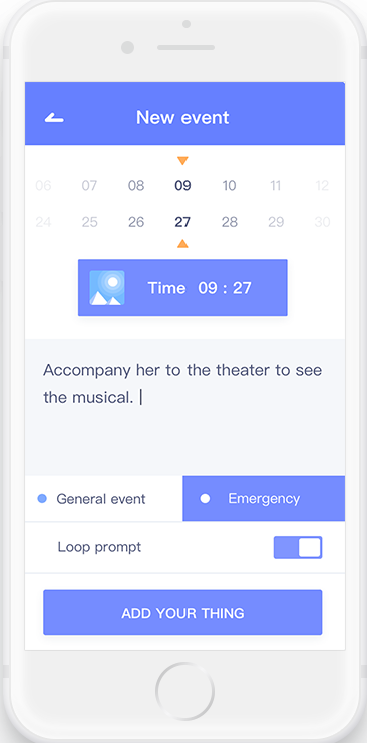 New event
06 07 08 09 10 11 12
24 25 26 27 28 29 30
Time 09 : 27
Accompany her to the theater to see
the musical.
General event Emergency
Loop prompt
ADD YOUR THING